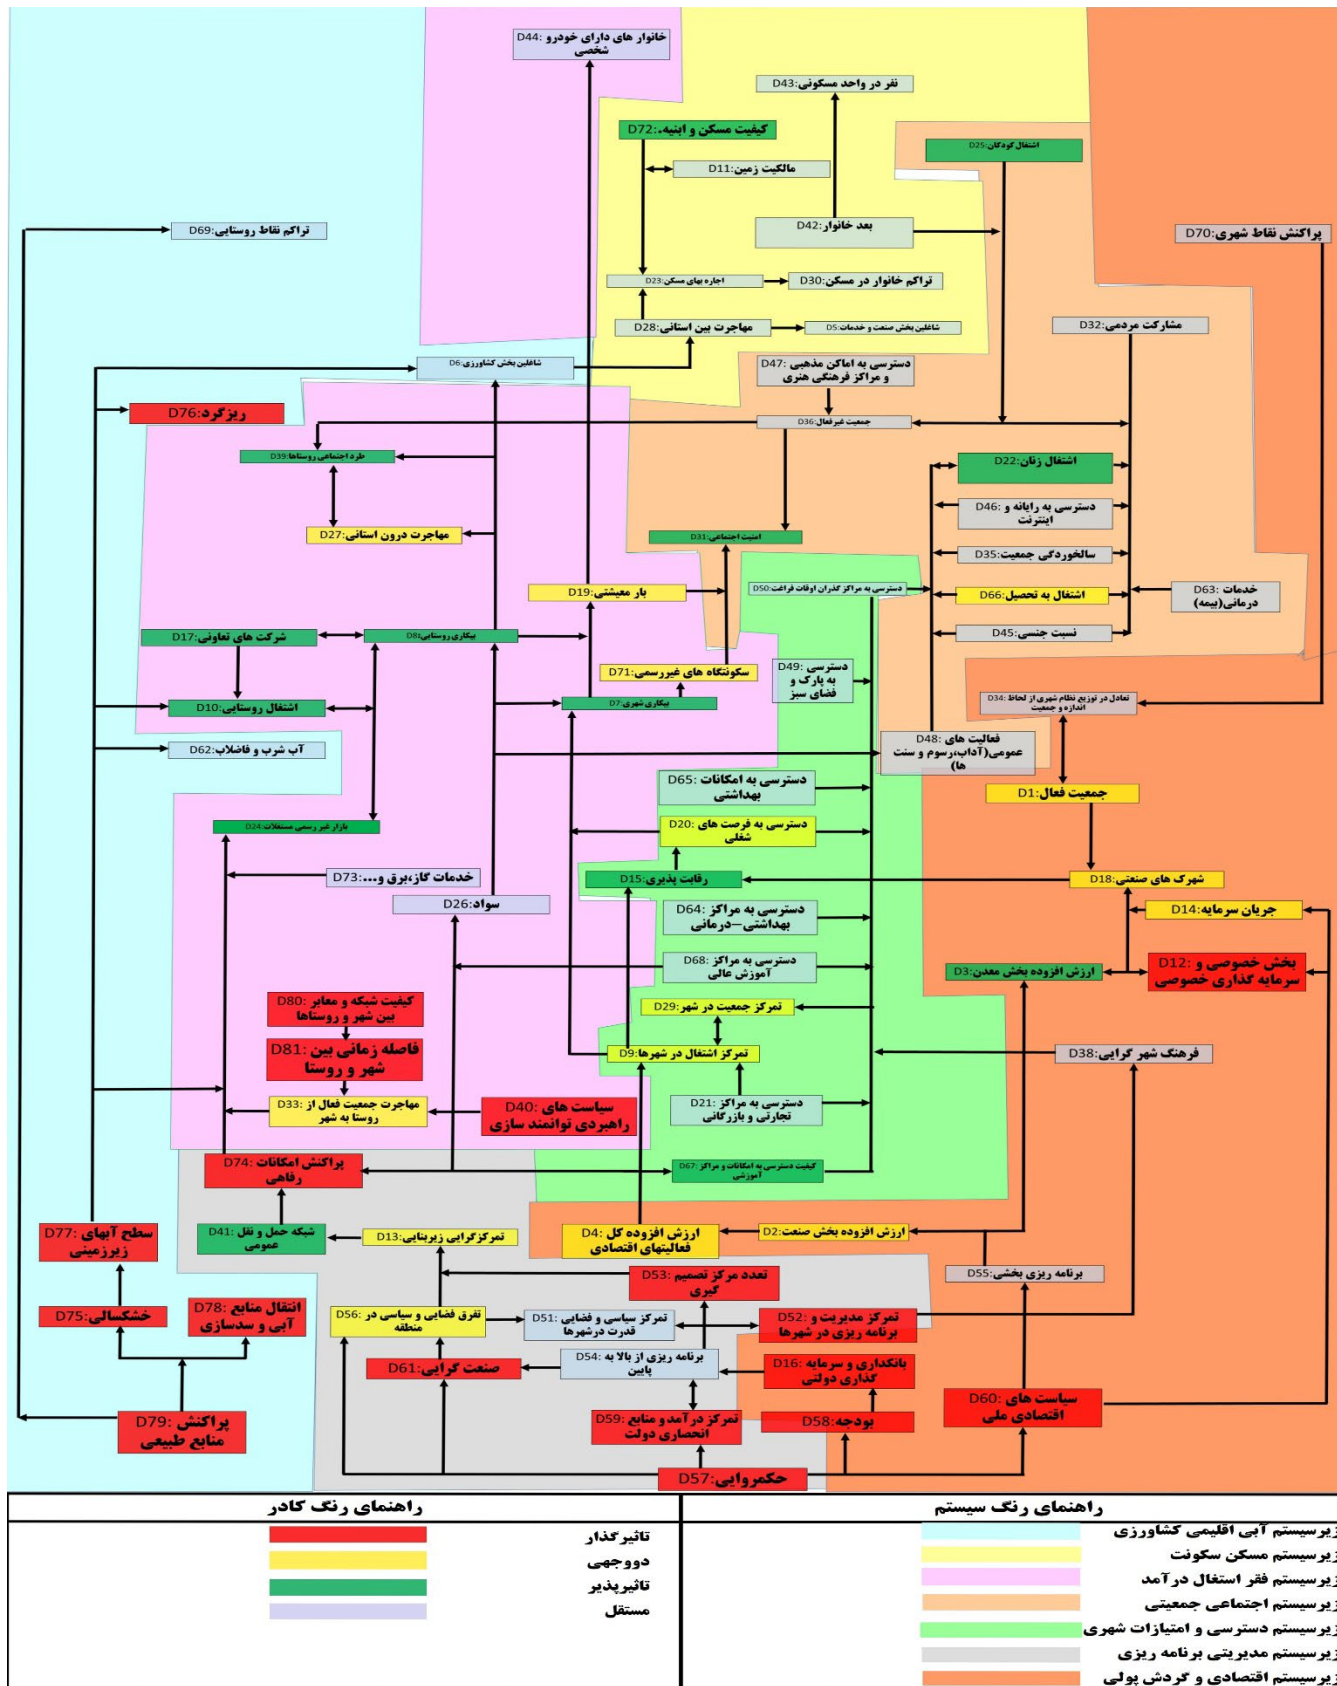 D44: خانوار های دارای خودرو
شخصی
D43:نفر در واحد مسکونی
D72:کیفیت مسکن و ابنیه.
D25:اشتغال کودکان
D11:مالکیت زمین
D69:تراکم نقاط روستایی
D42:بعد خانوار
D70:پراکنش نقاط شهری
D23:اجاره بهای مسکن
D30:تراکم خانوار در مسکن
D28:مهاجرت بین استانی
D5:شاغلین بخش صنعت و خدمات
D32:مشارکت مردمی
D6:شاغلین بخش کشاورزی
D47: دسترسی به اماکن مذهبی
و مراکز فرهنگی هنری
D76:ریزگرد
D36:جمعیت غیرفعال
D39:طرد اجتماعی روستاها
D22:اشتغال زنان
D46: دسترسی به رایانه و
اینترنت
D27:مهاجرت درون استانی
D31:امنیت اجتماعی
D35:سالخوردگی جمعیت
D19:بار معیشتی
D50:دسترسی به مراکز گذران اوقات فراغت
D66:اشتغال به تحصیل
D63: خدمات
درمانی(بیمه)
D17:شرکت های تعاونی
D8:بیکاری روستایی
D45:نسبت جنسی
D71:سکونتگاه های غیررسمی
D49: دسترسی
به پارک و
فضای سبز
D10:اشتغال روستایی
D7:بیکاری شهری
D34:تعادل در توزیع نظام شهری از لحاظ
اندازه و جمعیت
D62:آب شرب و فاضلاب
D48: فعالیت های
عمومی(آداب،رسوم و سنت
ها)
D65: دسترسی به امکانات
بهداشتی
D1:جمعیت فعال
D24:بازار غیر رسمی مستغلات
D20: دسترسی به فرصت های
شغلی
D73:خدمات گاز،برق و...
D15:رقابت پذیری
D18:شهرک های صنعتی
D26:سواد
D64: دسترسی به مراکز
بهداشتی–درمانی
D14:جریان سرمایه
D68: دسترسی به مراکز
آموزش عالی
D3:ارزش افزوده بخش معدن
D12: بخش خصوصی و
سرمایه گذاری خصوصی
D80: کیفیت شبکه و معابر
بین شهر و روستاها
D29:تمرکز جمعیت در شهر
D81: فاصله زمانی بین
شهر و روستا
D9:تمرکز اشتغال در شهرها
D38:فرهنگ شهر گرایی
D33: مهاجرت جمعیت فعال از
روستا به شهر
D40: سیاست های
راهبردی توانمند سازی
D21: دسترسی به مراکز
تجارتی و بازرگانی
D74: پراکنش امکانات
رفاهی
D67:کیفیت دسترسی به امکانات و مراکز
آموزشی
D77: سطح آبهای
زیرزمینی
D41: شبکه حمل و نقل
عمومی
D13:تمرکزگرایی زیربنایی
D4: ارزش افزوده کل
فعالیتهای اقتصادی
D2:ارزش افزوده بخش صنعت
D55:برنامه ریزی بخشی
D53: تعدد مرکز تصمیم
گیری
D75:خشکسالی
D78: انتقال منابع
آبی و سدسازی
D56: تفرق فضایی و سیاسی در
منطقه
D51: تمرکز سیاسی و فضایی
قدرت درشهرها
D52: تمرکز مدیریت و
برنامه ریزی در شهرها
D61:صنعت گرایی
D54: برنامه ریزی از بالا به
پایین
D16: بانکداری و سرمایه
گذاری دولتی
D60: سیاست های
اقتصادی ملی
D79: پراکنش
منابع طبیعی
D59: تمرکز درآمد و منابع
انحصاری دولت
D58:بودجه
D57:حکمروایی
راهنمای رنگ سیستم
زیرسیستم آبی اقلیمی کشاورزی
زیرسیستم مسکن سکونت
زیرسیستم فقر استغال درآمد
زیرسیستم اجتماعی جمعیتی
زیرسیستم دسترسی و امتیازات شهری
زیرسیستم مدیریتی برنامه ریزی
زیرسیستم اقتصادی و گردش پولی
راهنمای رنگ کادر
تاثیرگذار
دووجهی
تاثیرپذیر
مستقل